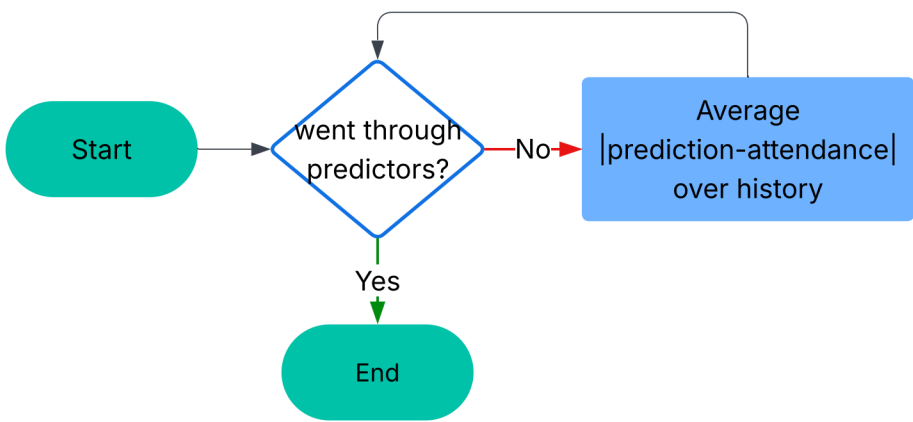 Start
went through
predictors?
No
Average
|prediction-attendance|
over history
Yes
End